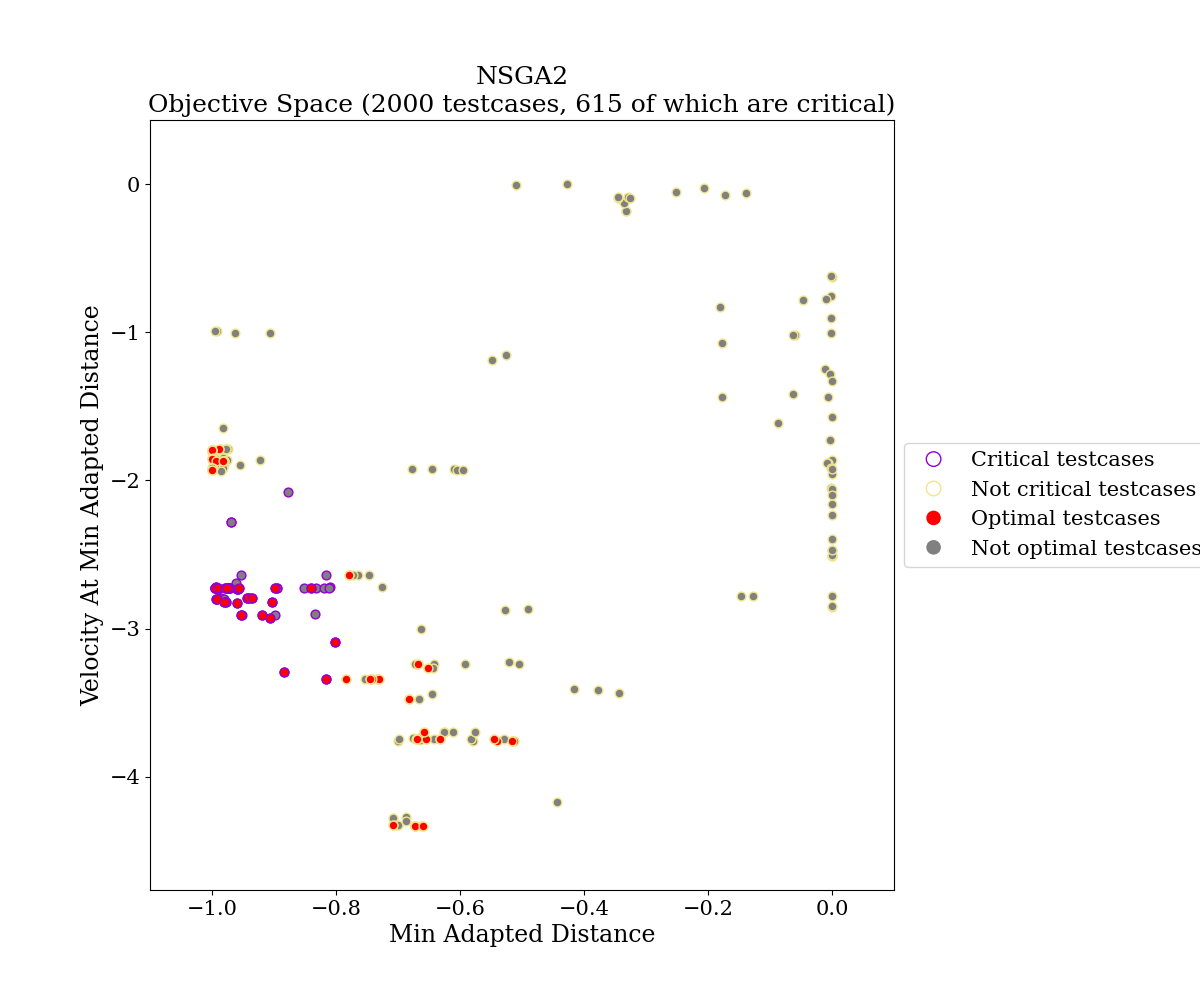 NSGA2
Objective Space (2000 testcases, 615 of which are critical)
Velocity At Min Adapted Distance
0
−1
−2
−3
−4
−1.0
−0.8
−0.6
−0.4
−0.2
0.0
Min Adapted Distance
Critical testcases
Not critical testcases
Optimal testcases
Not optimal testcases